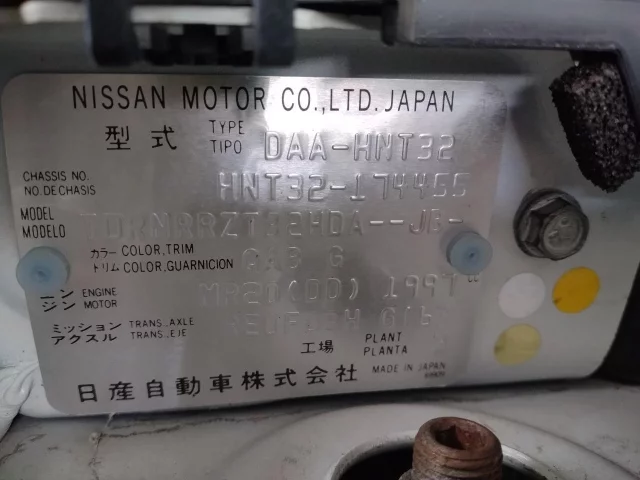 NISSAN MOTOR CO.,LTD. JAPAN
型式 TYPE TIPO DAA-HNT32
CHASSIS NO. NO. DE CHASIS HNT32-174455
MODEL MODELO
カラー トリム COLOR, TRIM COLOR, GUARNICION G
エンジン ENGINE MOTOR MR20(DD) 1997
ミッション アクスル TRANS., AXLE TRANS., EJE
工場 PLANT PLANTA
日産自動車株式会社 MADE IN JAPAN